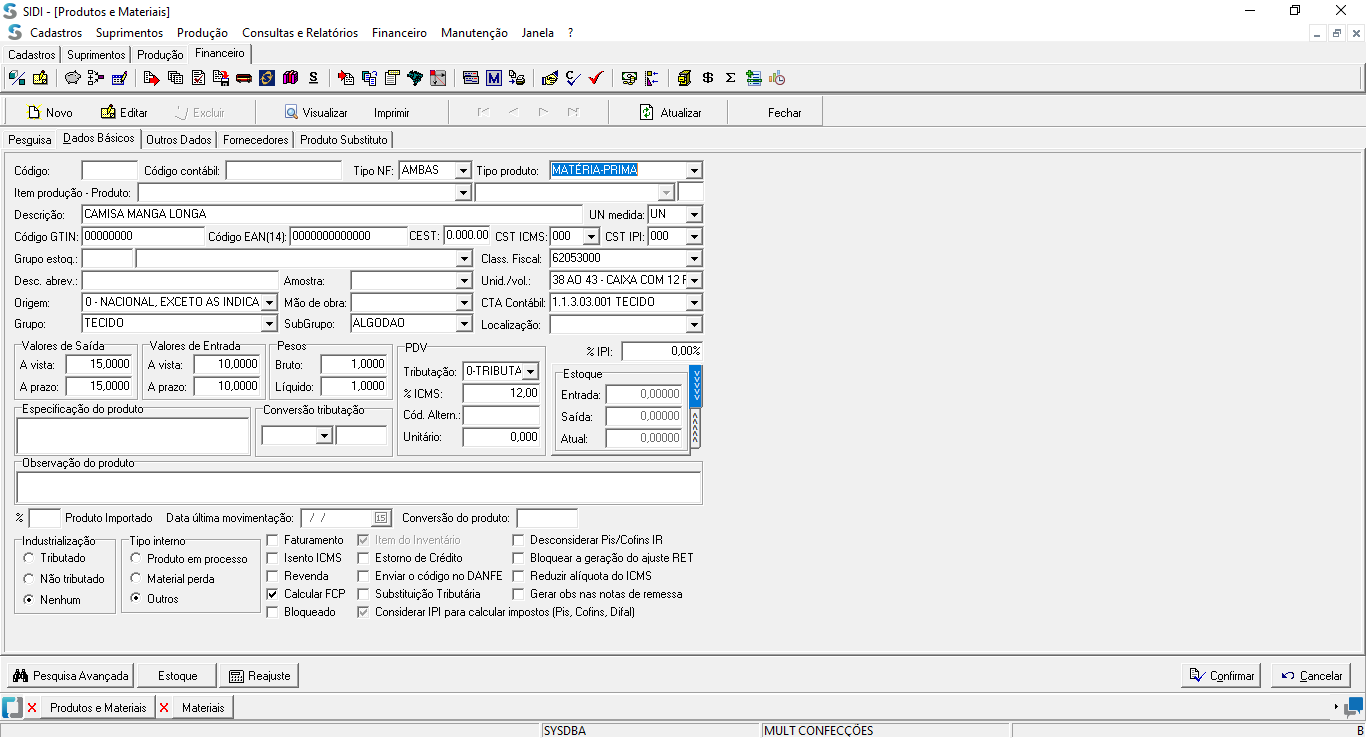 SIDI - [Produtos e Materiais]
Cadastros Suprimentos Produção Consultas e Relatórios Financeiro Manutenção Janela ?
Cadastros Suprimentos Produção Financeiro
Novo Editar Excluir Visualizar Imprimir Atualizar Fechar
Pesquisa Dados Básicos Outros Dados Fornecedores Produto Substituto
Código: Código contábil: Tipo NF: AMBAS Tipo produto: MATÉRIA-PRIMA
Item produção - Produto:
Descrição: CAMISA MANGA LONGA UN medida: UN
Código GTIN: 00000000 Código EAN(14): 0000000000000 CEST: 0.000.00 CST ICMS: 000 CST IPI: 000
Grupo estoq.: Class. Fiscal: 62053000
Desc. abrev.: Amostra: Unid./vol.: 38 AO 43 - CAIXA COM 12 F
Origem: 0 - NACIONAL, EXCETO AS INDICA Mão de obra: CTA Contábil: 1.1.3.03.001 TECIDO
Grupo: TECIDO SubGrupo: ALGODAO Localização:
Valores de Saída Valores de Entrada Pesos PDV % IPI: 0,00%
A vista: 15,0000 A vista: 10,0000 Bruto: 1,0000 Tributação: 0-TRIBUTA Estoque
A prazo: 15,0000 A prazo: 10,0000 Líquido: 1,0000 % ICMS: 12,00 Entrada: 0,00000
Especificação do produto Conversão tributação Cód. Altern.: Saída: 0,00000
Unitário: 0,000 Atual: 0,00000
Observação do produto
% Produto Importado Data última movimentação: / / 15 Conversão do produto:
Industrialização Tipo interno Faturamento Item do Inventário Desconsiderar Pis/Cofins IR
Tributado Produto em processo Isento ICMS Estorno de Crédito Bloquear a geração do ajuste RET
Não tributado Material perda Revenda Enviar o código no DANFE Reduzir alíquota do ICMS
Nenhum Outros Calcular FCP Substituição Tributária Gerar obs nas notas de remessa
Bloqueado Considerar IPI para calcular impostos (Pis, Cofins, Difal)
Pesquisa Avançada Estoque Reajuste Confirmar Cancelar
Produtos e Materiais Materiais
SYSDBA MULT CONFECÇÕES B